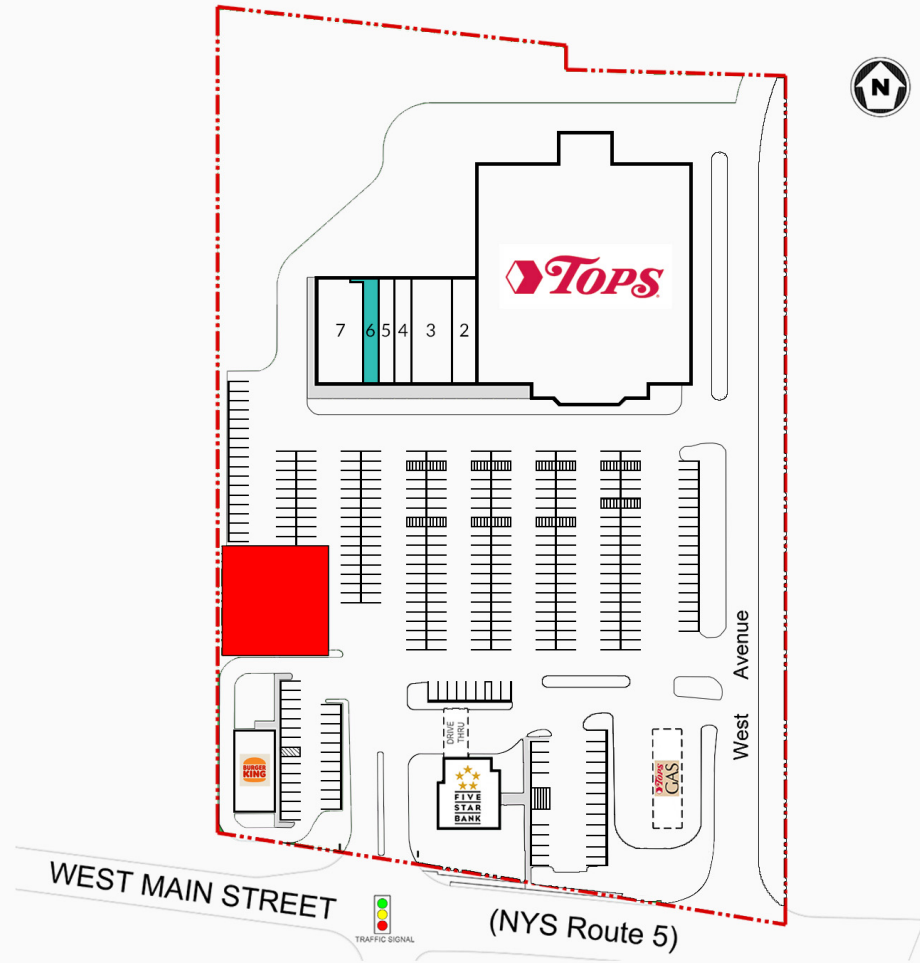 N
TOPS
7 6 5 4 3 2
West Avenue
DRIVE
THRU
BURGER
KING
FIVE
STAR
BANK
TOPS
GAS
WEST MAIN STREET
(NYS Route 5)
TRAFFIC SIGNAL